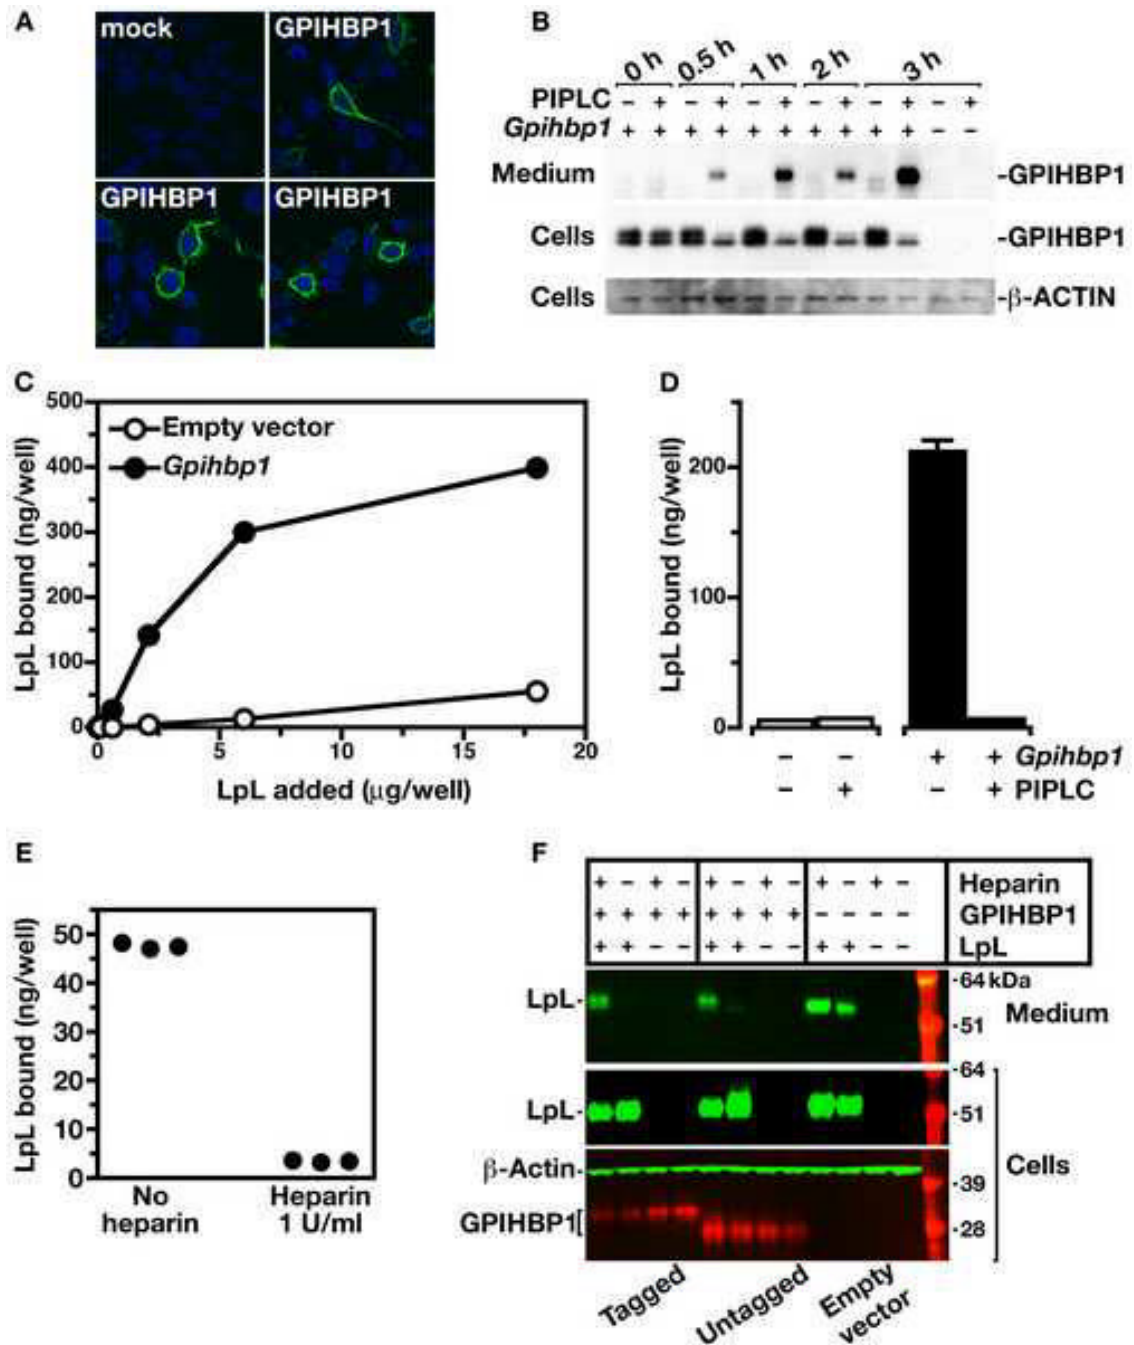 A
mock
GPIHBP1
GPIHBP1
GPIHBP1
B
0 h 0.5 h 1 h 2 h 3 h
PIPLC - + - + - + - + - + - +
Gpihbp1 + + + + + + + + + + - -
Medium -GPIHBP1
Cells -GPIHBP1
Cells -β-ACTIN
C
500
400
300
200
100
0
LpL bound (ng/well)
Empty vector
Gpihbp1
0 5 10 15 20
LpL added (μg/well)
D
200
100
0
LpL bound (ng/well)
- - + + Gpihbp1
- + - + PIPLC
E
50
40
30
20
10
0
LpL bound (ng/well)
No heparin
Heparin 1 U/ml
F
+ - + - + - + - + - + - Heparin
+ + + + + + + + - - - - GPIHBP1
+ + - - + + - - + + - - LpL
LpL- -64 kDa
-51 Medium
-64
LpL- -51
β-Actin- Cells
-39
GPIHBP1[ -28
Tagged Untagged Empty vector